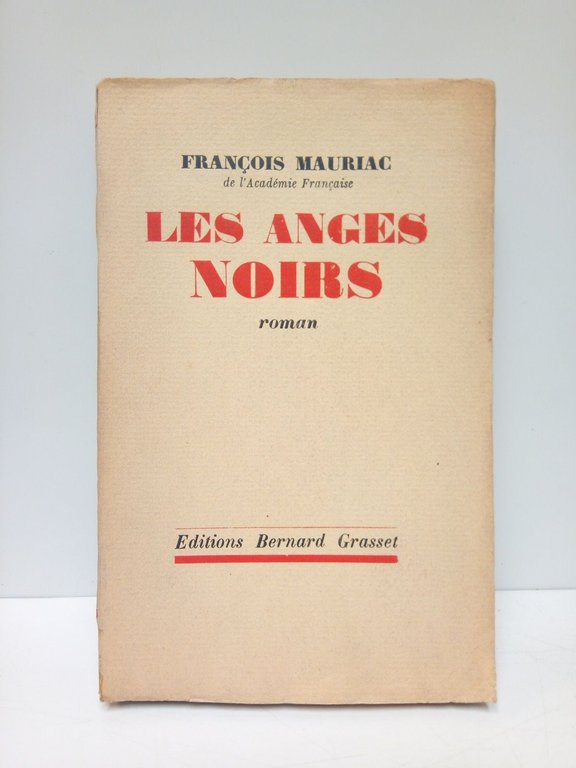 FRANÇOIS MAURIAC
de l'Académie Française
LES ANGES
NOIRS
roman
Editions Bernard Grasset